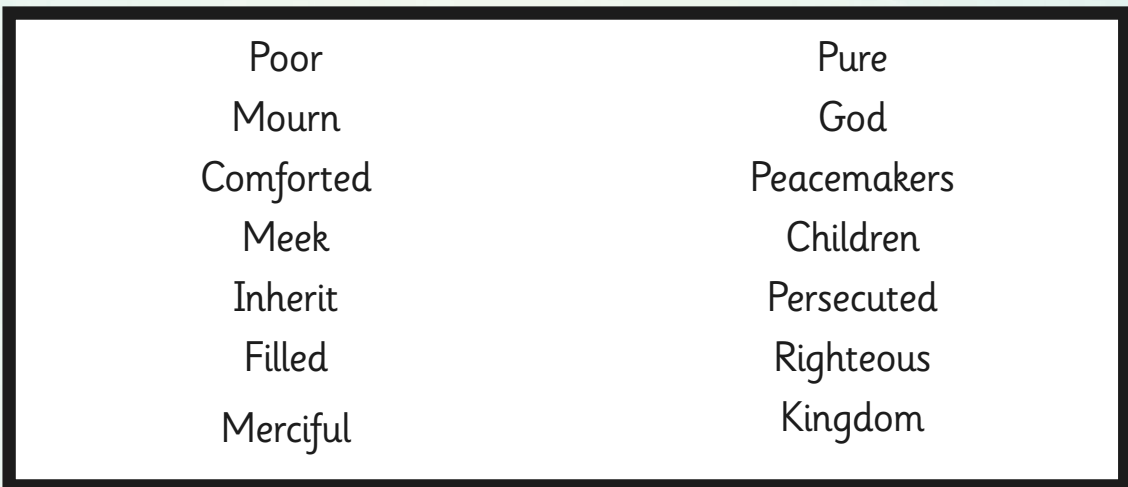 Poor
Mourn
Comforted
Meek
Inherit
Filled
Merciful
Pure
God
Peacemakers
Children
Persecuted
Righteous
Kingdom